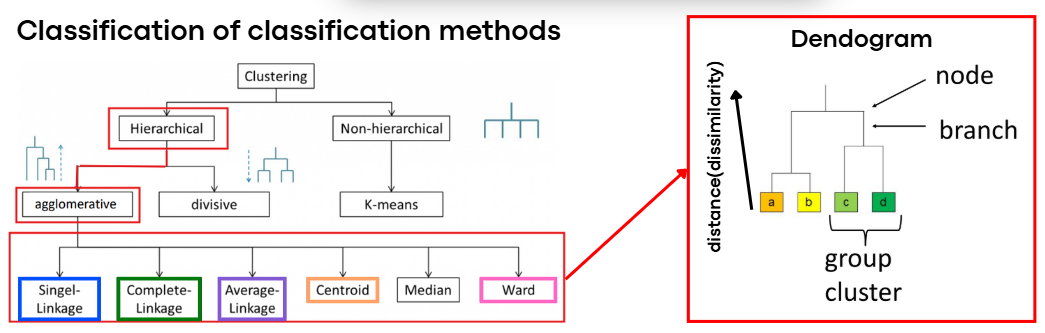 Classification of classification methods
Clustering
Hierarchical
Non-hierarchical
agglomerative
divisive
K-means
Singel-
Linkage
Complete-
Linkage
Average-
Linkage
Centroid
Median
Ward
Dendogram
distance(dissimilarity)
node
branch
a
b
c
d
group
cluster